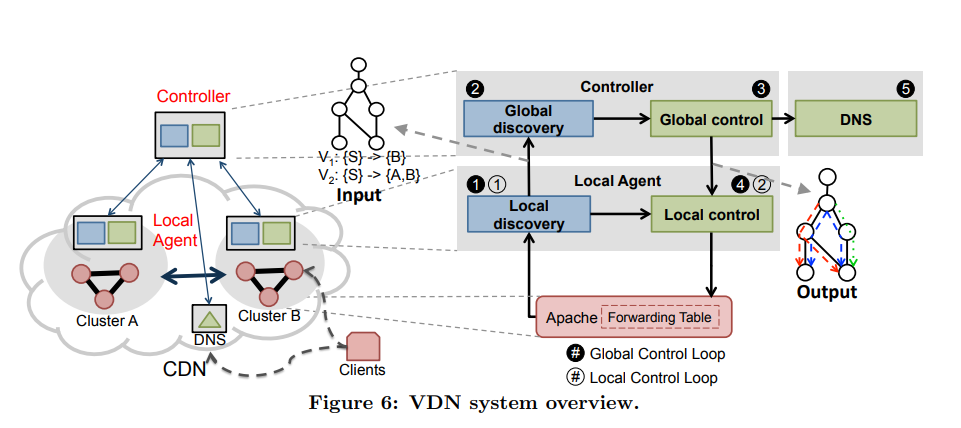 Controller
Local
Agent
Cluster A
Cluster B
DNS
CDN
Clients
V1: {S} -> {B}
V2: {S} -> {A,B}
Input
Controller
2
Global
discovery
3
Global control
5
DNS
Local Agent
1 1
Local
discovery
4 2
Local control
Output
Apache
Forwarding Table
# Global Control Loop
# Local Control Loop
Figure 6: VDN system overview.